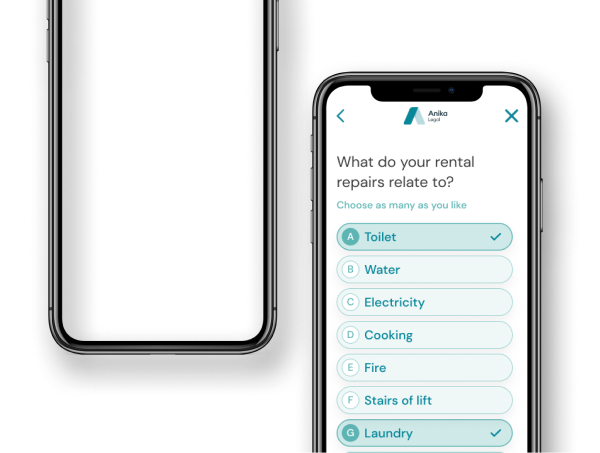 Anika
Legal
What do your rental
repairs relate to?
Choose as many as you like
A Toilet
B Water
C Electricity
D Cooking
E Fire
F Stairs of lift
G Laundry